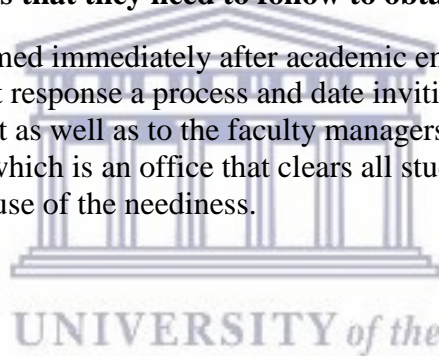 s that they need to follow to obta
med immediately after academic en
t response a process and date inviti
t as well as to the faculty managers
which is an office that clears all stu
use of the neediness.
UNIVERSITY of the